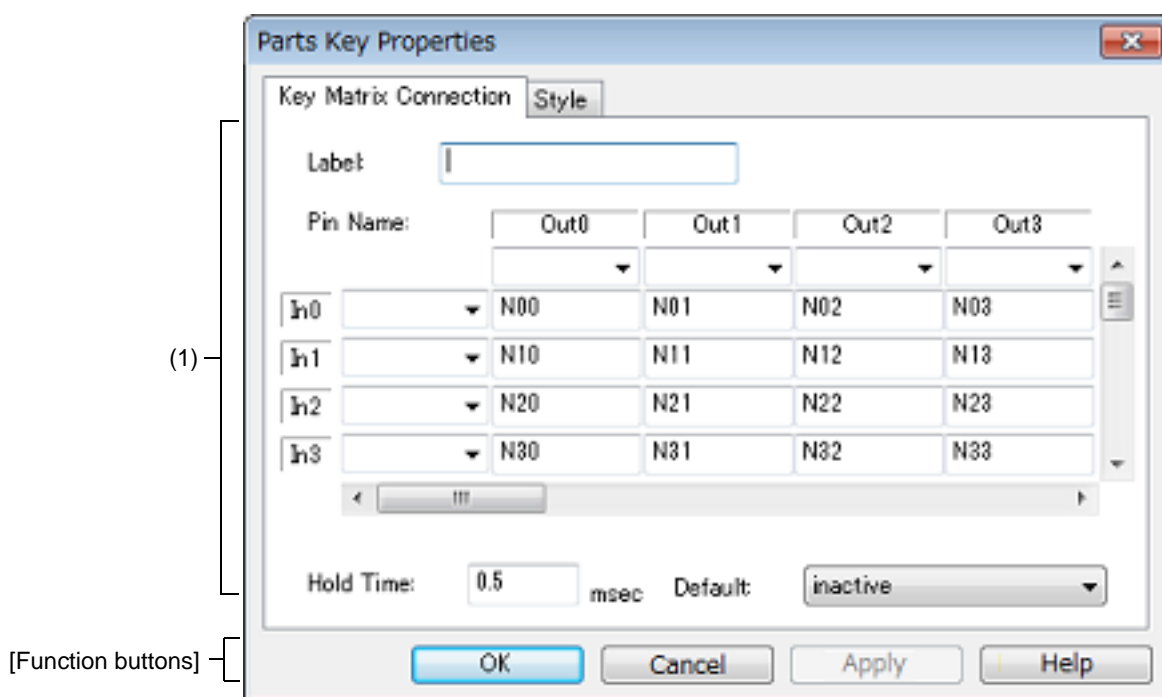 Parts Key Properties
Key Matrix Connection Style
Label:
Pin Name: Out0 Out1 Out2 Out3
In0 N00 N01 N02 N03
(1)
In1 N10 N11 N12 N13
In2 N20 N21 N22 N23
In3 N30 N31 N32 N33
Hold Time: 0.5 msec Default: inactive
[Function buttons] OK Cancel Apply Help